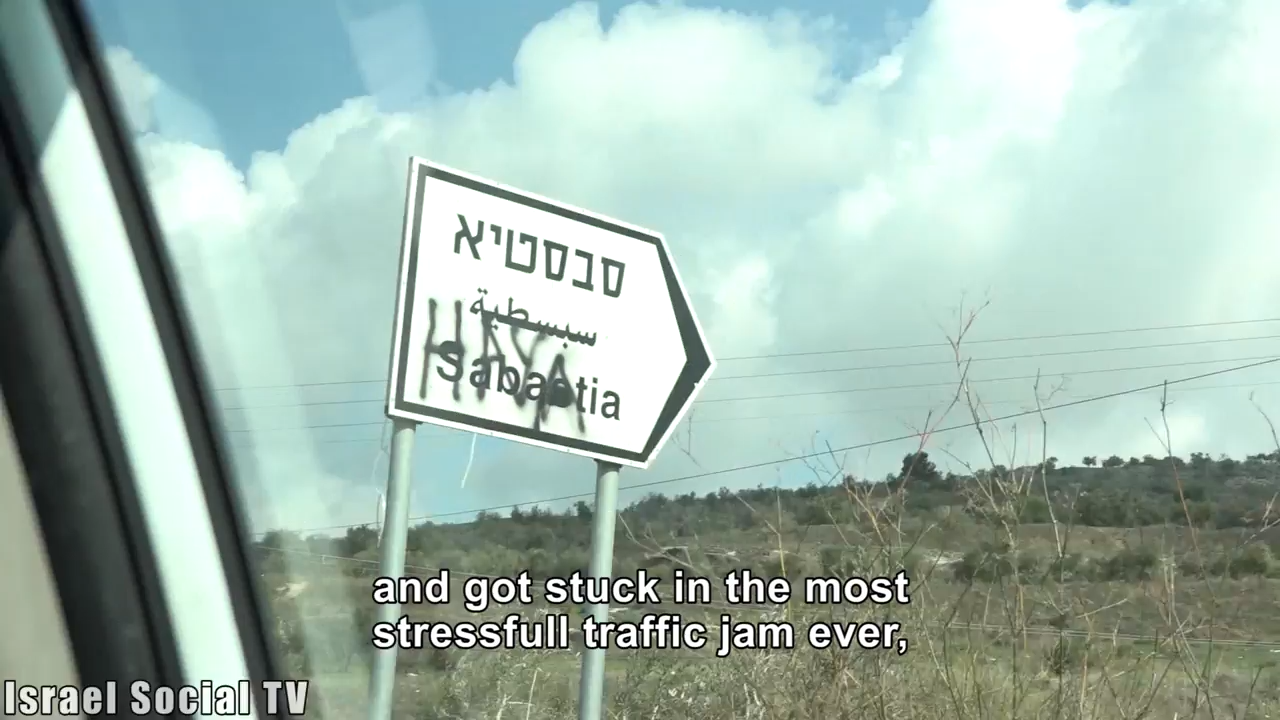 סבסטיא
سبسطية
Sabastia
and got stuck in the most
stressfull traffic jam ever,
Israel Social TV